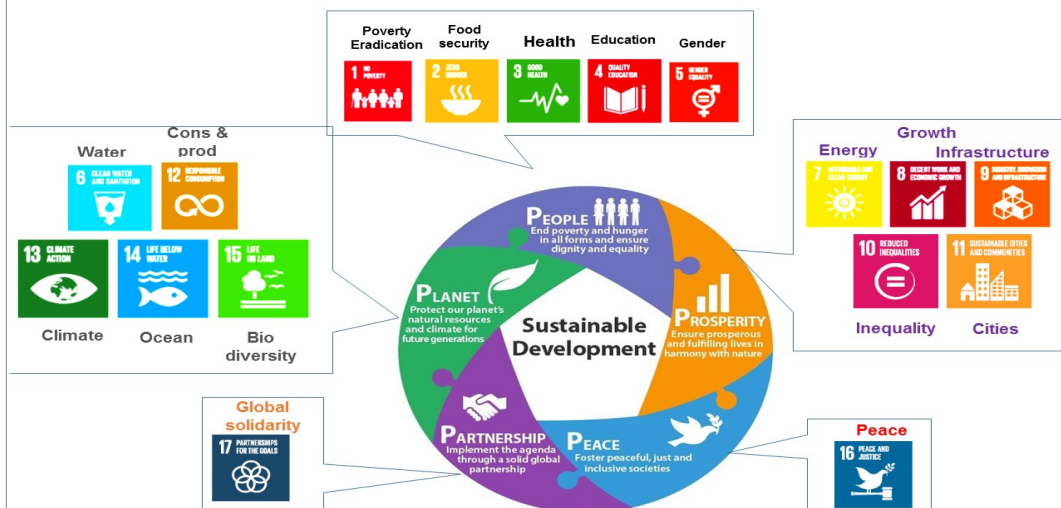 Poverty
Eradication
Food
security
Health
Education
Gender
1 NO
POVERTY
2 ZERO
HUNGER
3 GOOD
HEALTH
4 QUALITY
EDUCATION
5 GENDER
EQUALITY
Water
Cons &
prod
6 CLEAN WATER
AND SANITATION
12 RESPONSIBLE
CONSUMPTION
13 CLIMATE
ACTION
14 LIFE BELOW
WATER
15 LIFE
ON LAND
Climate
Ocean
Bio
diversity
Growth
Energy
Infrastructure
7 AFFORDABLE AND
CLEAN ENERGY
8 DECENT WORK AND
ECONOMIC GROWTH
9 INDUSTRY, INNOVATION
AND INFRASTRUCTURE
10 REDUCED
INEQUALITIES
11 SUSTAINABLE CITIES
AND COMMUNITIES
Inequality
Cities
PEOPLE
End poverty and hunger
in all forms and ensure
dignity and equality
PLANET
Protect our planet's
natural resources
and climate for
future generations
Sustainable
Development
PROSPERITY
Ensure prosperous
and fulfilling lives in
harmony with nature
PARTNERSHIP
Implement the agenda
through a solid global
partnership
PEACE
Foster peaceful, just and
inclusive societies
Global
solidarity
17 PARTNERSHIPS
FOR THE GOALS
Peace
16 PEACE AND
JUSTICE